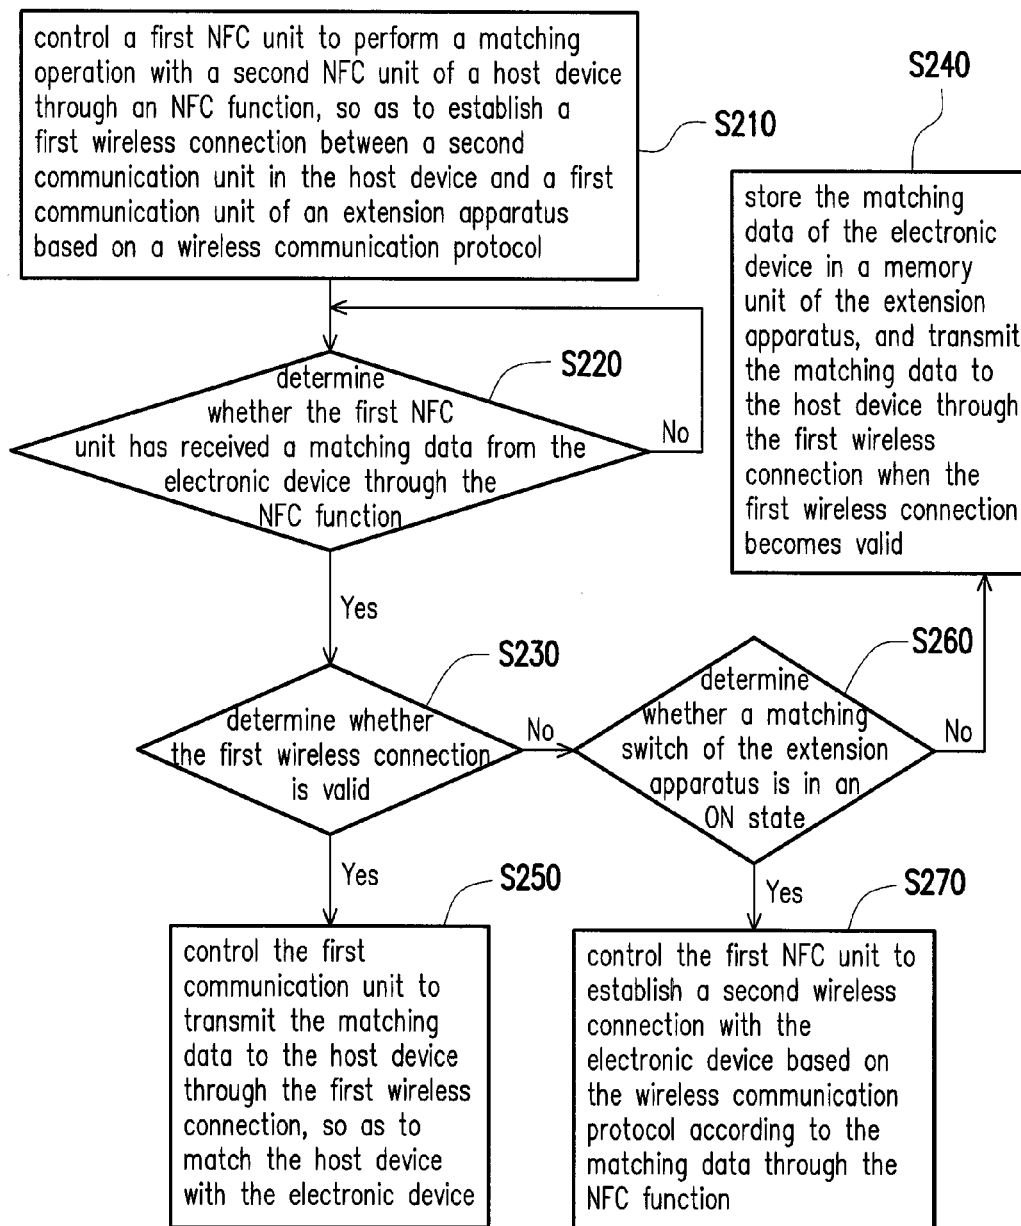 control a first NFC unit to perform a matching
operation with a second NFC unit of a host device
through an NFC function, so as to establish a
first wireless connection between a second
communication unit in the host device and a first
communication unit of an extension apparatus
based on a wireless communication protocol
S210
S240
store the matching
data of the electronic
device in a memory
unit of the extension
apparatus, and transmit
the matching data to
the host device through
the first wireless
connection when the
first wireless connection
becomes valid
S220
determine
whether the first NFC
unit has received a matching data from the
electronic device through the
NFC function
No
Yes
S230
determine whether
the first wireless connection
is valid
No
S260
determine
whether a matching
switch of the extension
apparatus is in an
ON state
No
Yes
S250
control the first
communication unit to
transmit the matching
data to the host device
through the first wireless
connection, so as to
match the host device
with the electronic device
Yes
S270
control the first NFC unit to
establish a second wireless
connection with the
electronic device based on
the wireless communication
protocol according to the
matching data through the
NFC function